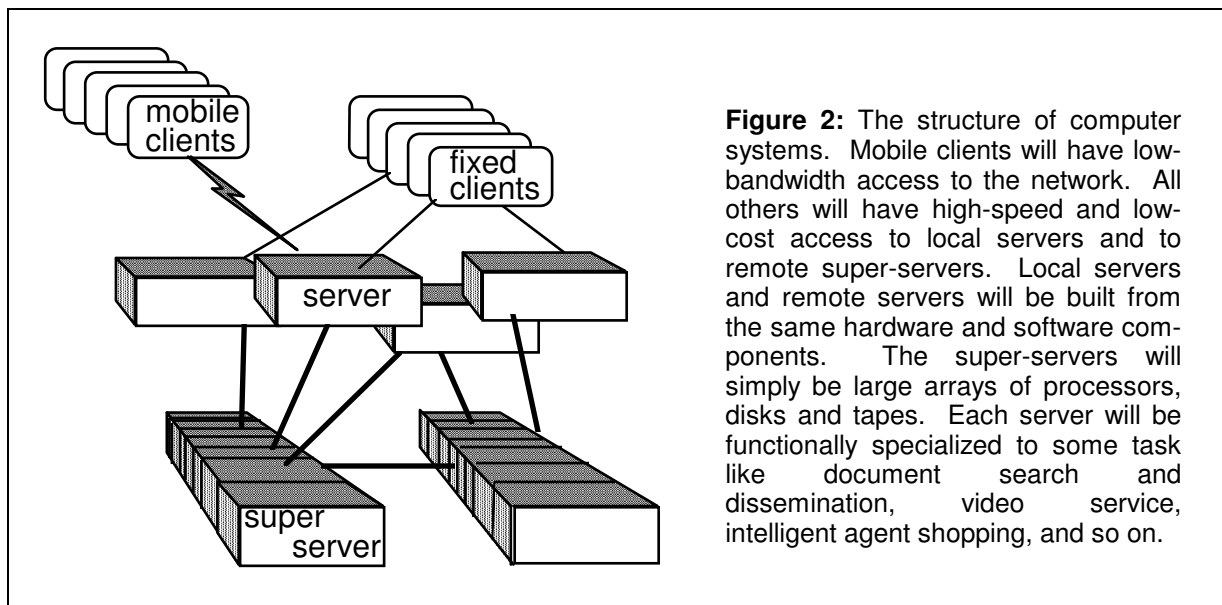 mobile
clients
fixed
clients
server
super
server
Figure 2: The structure of computer
systems. Mobile clients will have low-
bandwidth access to the network. All
others will have high-speed and low-
cost access to local servers and to
remote super-servers. Local servers
and remote servers will be built from
the same hardware and software com-
ponents. The super-servers will
simply be large arrays of processors,
disks and tapes. Each server will be
functionally specialized to some task
like document search and
dissemination, video service,
intelligent agent shopping, and so on.